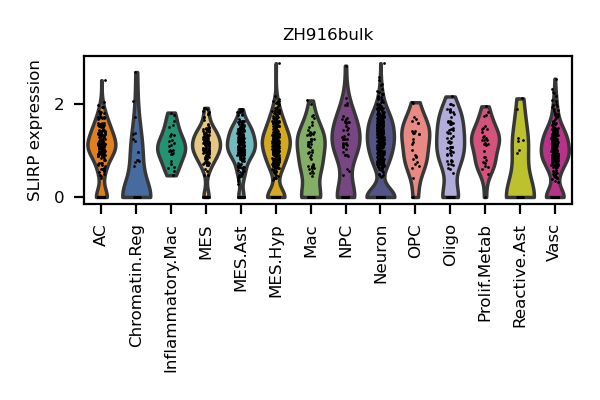 ZH916bulk
SLIRP expression
2
0
AC
Chromatin.Reg
Inflammatory.Mac
MES
MES.Ast
MES.Hyp
Mac
NPC
Neuron
OPC
Oligo
Prolif.Metab
Reactive.Ast
Vasc